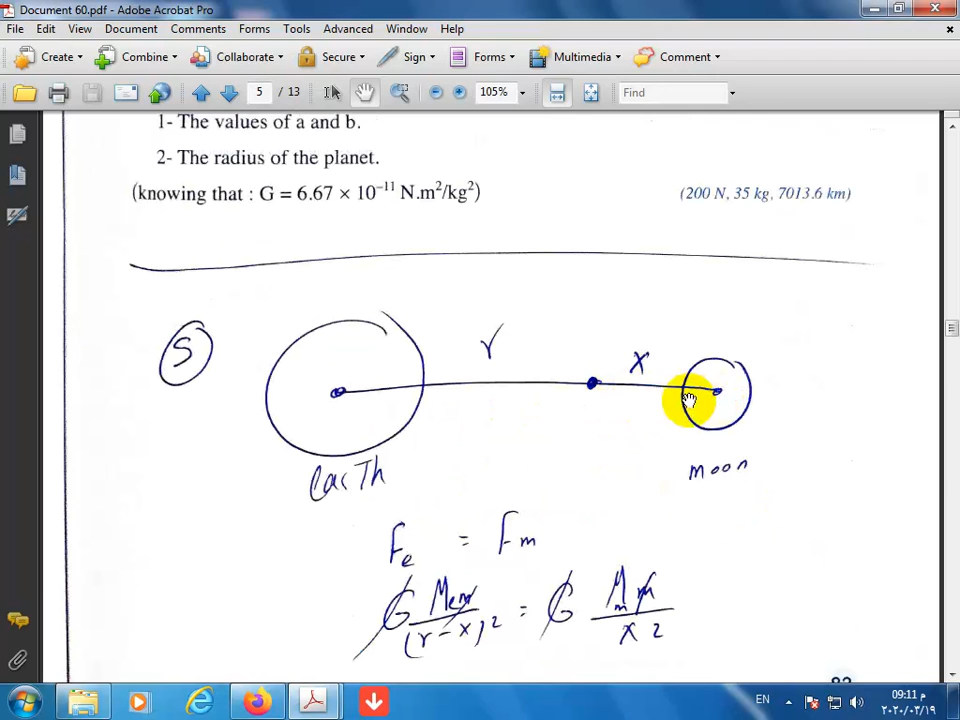 Document 60.pdf - Adobe Acrobat Pro
File Edit View Document Comments Forms Tools Advanced Window Help
Create Combine Collaborate Secure Sign Forms Multimedia Comment
5 / 13 105% Find
1- The values of a and b.
2- The radius of the planet.
(knowing that : G = 6.67 × 10⁻¹¹ N.m²/kg²) (200 N, 35 kg, 7013.6 km)
5
r
x
earTh
moon
Fe = Fm
G Mem/(r-x)² = G Mm m/x²
EN 09:11 م
٢٠٢٠/٠٣/١٩